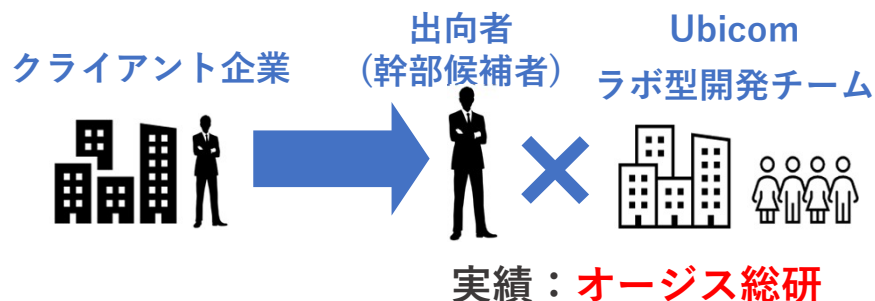 クライアント企業
出向者
(幹部候補者)
Ubicom
ラボ型開発チーム
実績：オージス総研